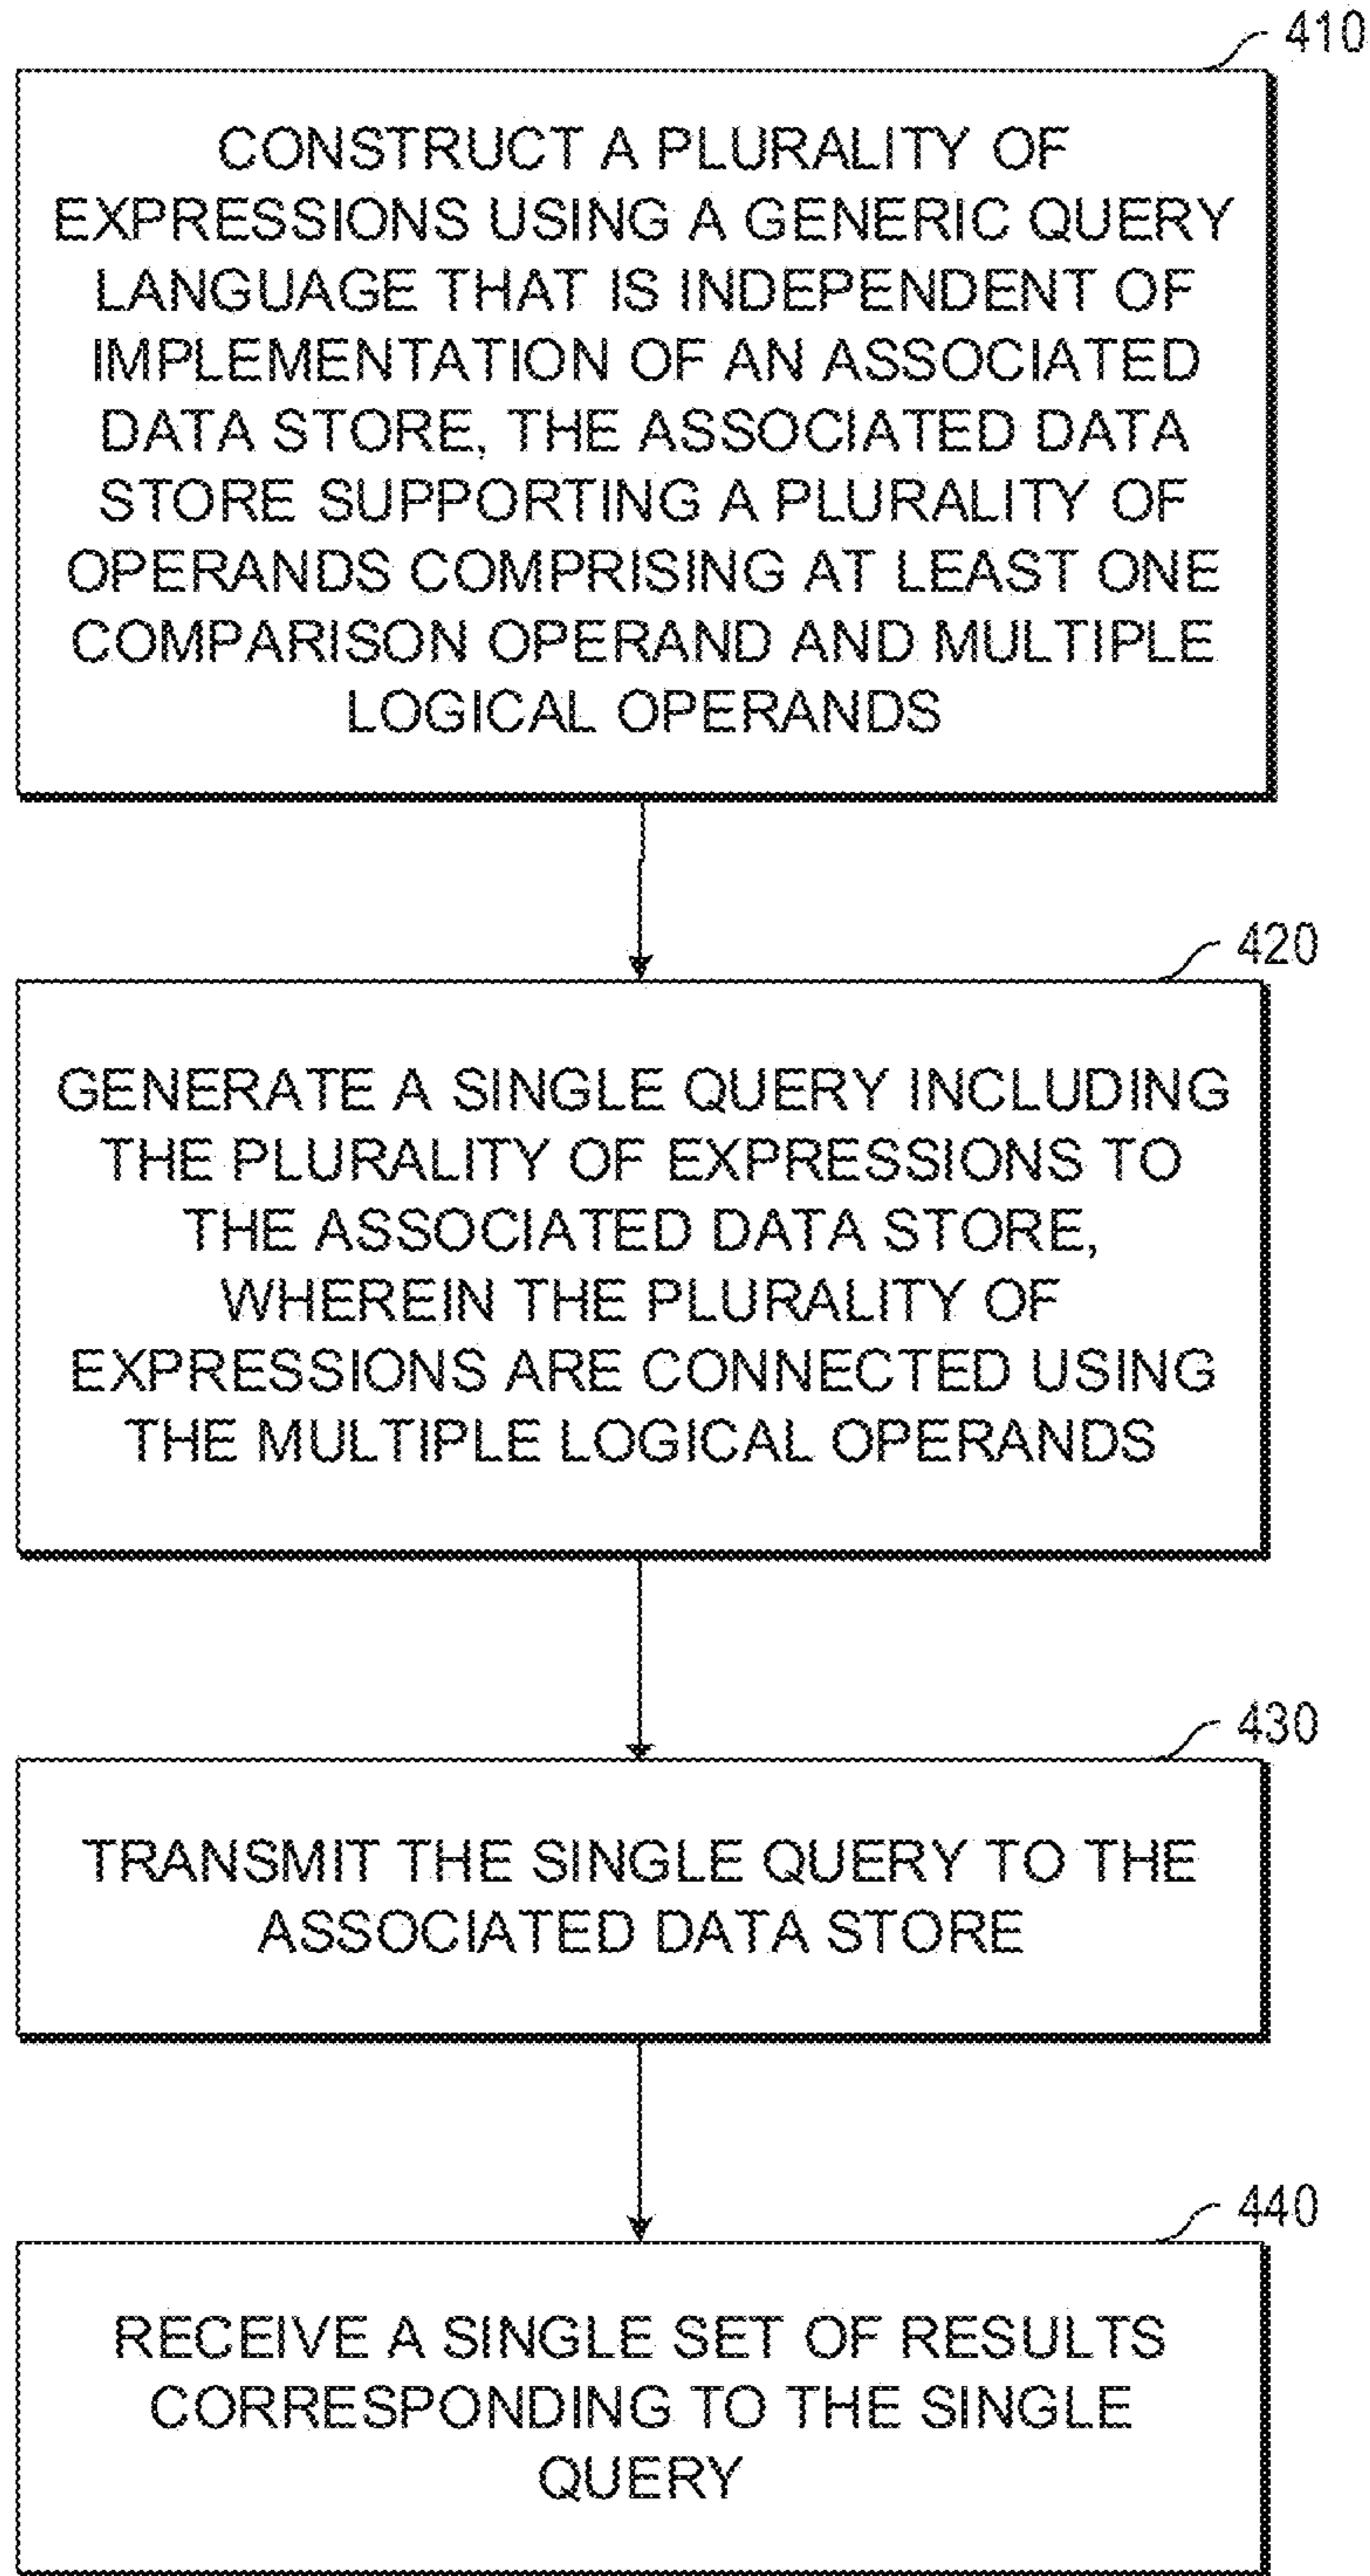 410
CONSTRUCT A PLURALITY OF
EXPRESSIONS USING A GENERIC QUERY
LANGUAGE THAT IS INDEPENDENT OF
IMPLEMENTATION OF AN ASSOCIATED
DATA STORE, THE ASSOCIATED DATA
STORE SUPPORTING A PLURALITY OF
OPERANDS COMPRISING AT LEAST ONE
COMPARISON OPERAND AND MULTIPLE
LOGICAL OPERANDS
420
GENERATE A SINGLE QUERY INCLUDING
THE PLURALITY OF EXPRESSIONS TO
THE ASSOCIATED DATA STORE,
WHEREIN THE PLURALITY OF
EXPRESSIONS ARE CONNECTED USING
THE MULTIPLE LOGICAL OPERANDS
430
TRANSMIT THE SINGLE QUERY TO THE
ASSOCIATED DATA STORE
440
RECEIVE A SINGLE SET OF RESULTS
CORRESPONDING TO THE SINGLE
QUERY